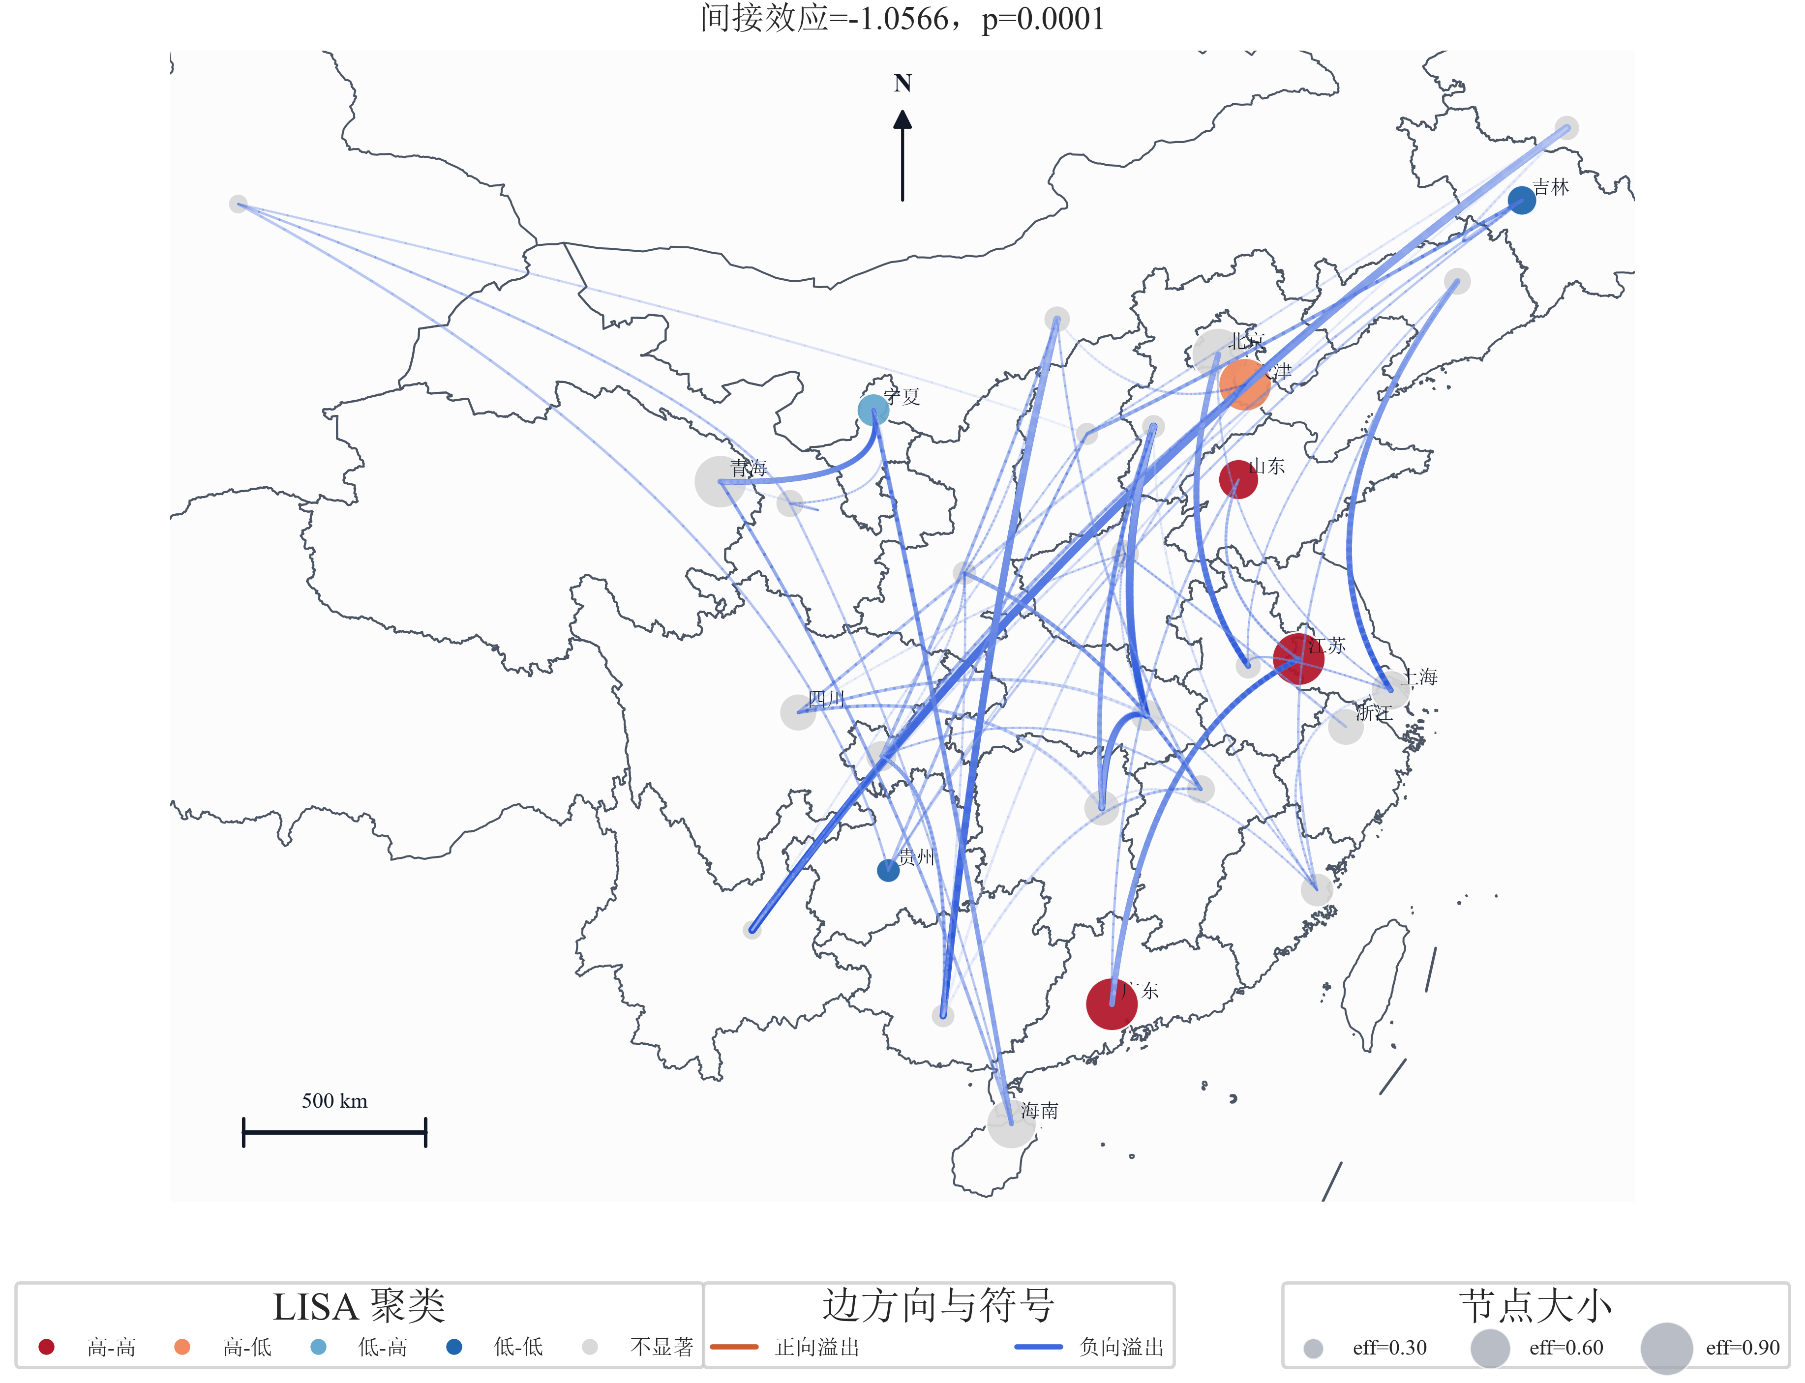 间接效应=-1.0566，p=0.0001
N
吉林
北京
津
宁夏
青海
山东
江苏
上海
四川
浙江
贵州
广东
海南
500 km
LISA 聚类
高-高
高-低
低-高
低-低
不显著
边方向与符号
正向溢出
负向溢出
节点大小
eff=0.30
eff=0.60
eff=0.90